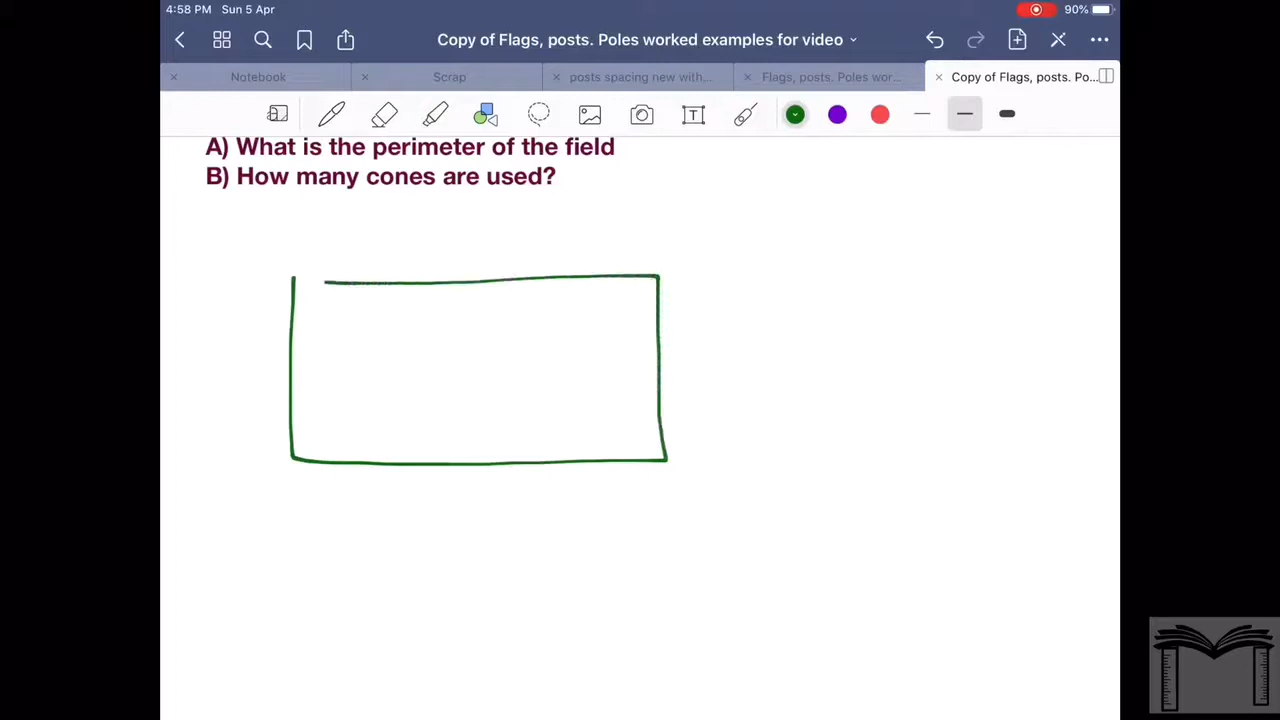 4:58 PM Sun 5 Apr 90%
Copy of Flags, posts. Poles worked examples for video
Notebook
Scrap
posts spacing new with...
Flags, posts. Poles wor...
Copy of Flags, posts. Po...
T
A) What is the perimeter of the field
B) How many cones are used?